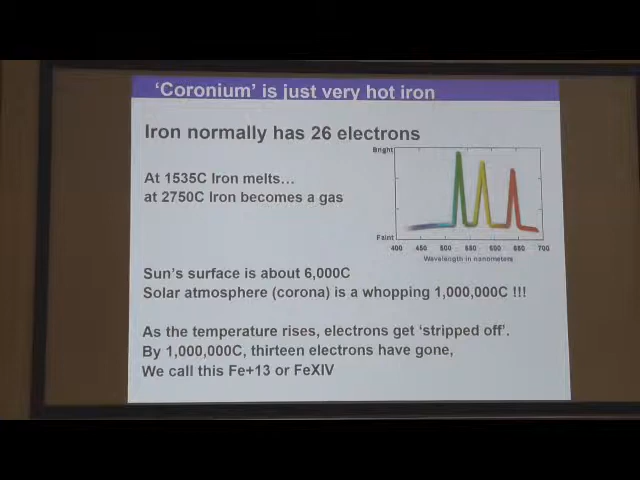 'Coronium' is just very hot iron
Iron normally has 26 electrons
At 1535C Iron melts...
at 2750C Iron becomes a gas
Bright
Faint
400 450 500 550 600 650 700
Wavelength in nanometers
Sun's surface is about 6,000C
Solar atmosphere (corona) is a whopping 1,000,000C !!!
As the temperature rises, electrons get 'stripped off'.
By 1,000,000C, thirteen electrons have gone,
We call this Fe+13 or FeXIV